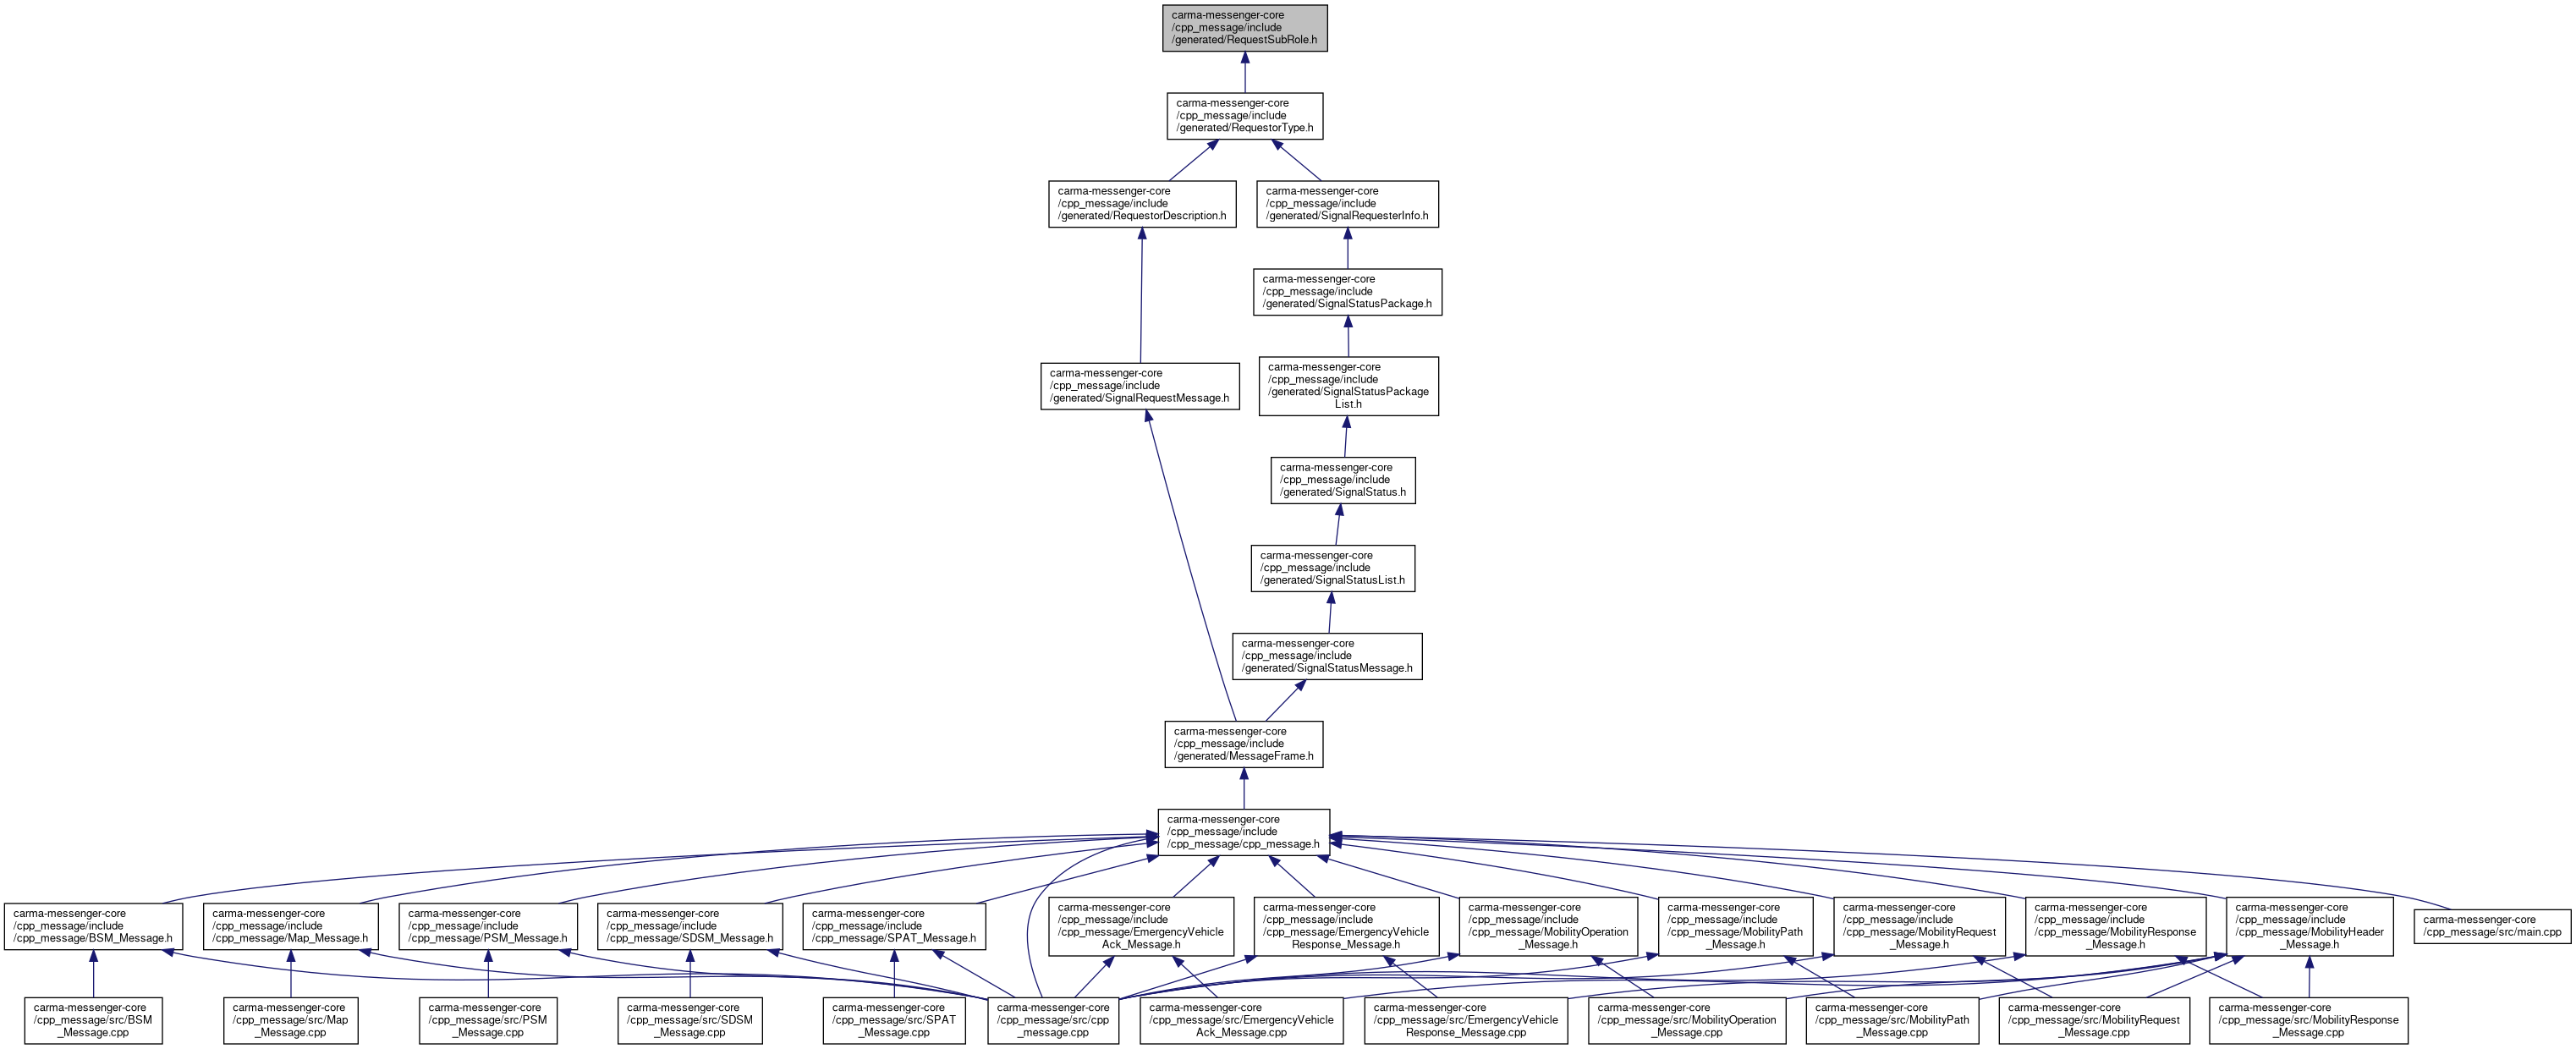 carma-messenger-core
/cpp_message/include
/generated/RequestSubRole.h
carma-messenger-core
/cpp_message/include
/generated/RequestorType.h
carma-messenger-core
/cpp_message/include
/generated/RequestorDescription.h
carma-messenger-core
/cpp_message/include
/generated/SignalRequesterInfo.h
carma-messenger-core
/cpp_message/include
/generated/SignalStatusPackage.h
carma-messenger-core
/cpp_message/include
/generated/SignalRequestMessage.h
carma-messenger-core
/cpp_message/include
/generated/SignalStatusPackage
List.h
carma-messenger-core
/cpp_message/include
/generated/SignalStatus.h
carma-messenger-core
/cpp_message/include
/generated/SignalStatusList.h
carma-messenger-core
/cpp_message/include
/generated/SignalStatusMessage.h
carma-messenger-core
/cpp_message/include
/generated/MessageFrame.h
carma-messenger-core
/cpp_message/include
/cpp_message/cpp_message.h
carma-messenger-core
/cpp_message/include
/cpp_message/BSM_Message.h
carma-messenger-core
/cpp_message/include
/cpp_message/Map_Message.h
carma-messenger-core
/cpp_message/include
/cpp_message/PSM_Message.h
carma-messenger-core
/cpp_message/include
/cpp_message/SDSM_Message.h
carma-messenger-core
/cpp_message/include
/cpp_message/SPAT_Message.h
carma-messenger-core
/cpp_message/include
/cpp_message/EmergencyVehicle
Ack_Message.h
carma-messenger-core
/cpp_message/include
/cpp_message/EmergencyVehicle
Response_Message.h
carma-messenger-core
/cpp_message/include
/cpp_message/MobilityOperation
_Message.h
carma-messenger-core
/cpp_message/include
/cpp_message/MobilityPath
_Message.h
carma-messenger-core
/cpp_message/include
/cpp_message/MobilityRequest
_Message.h
carma-messenger-core
/cpp_message/include
/cpp_message/MobilityResponse
_Message.h
carma-messenger-core
/cpp_message/include
/cpp_message/MobilityHeader
_Message.h
carma-messenger-core
/cpp_message/src/main.cpp
carma-messenger-core
/cpp_message/src/BSM
_Message.cpp
carma-messenger-core
/cpp_message/src/Map
_Message.cpp
carma-messenger-core
/cpp_message/src/PSM
_Message.cpp
carma-messenger-core
/cpp_message/src/SDSM
_Message.cpp
carma-messenger-core
/cpp_message/src/SPAT
_Message.cpp
carma-messenger-core
/cpp_message/src/cpp
_message.cpp
carma-messenger-core
/cpp_message/src/EmergencyVehicle
Ack_Message.cpp
carma-messenger-core
/cpp_message/src/EmergencyVehicle
Response_Message.cpp
carma-messenger-core
/cpp_message/src/MobilityOperation
_Message.cpp
carma-messenger-core
/cpp_message/src/MobilityPath
_Message.cpp
carma-messenger-core
/cpp_message/src/MobilityRequest
_Message.cpp
carma-messenger-core
/cpp_message/src/MobilityResponse
_Message.cpp